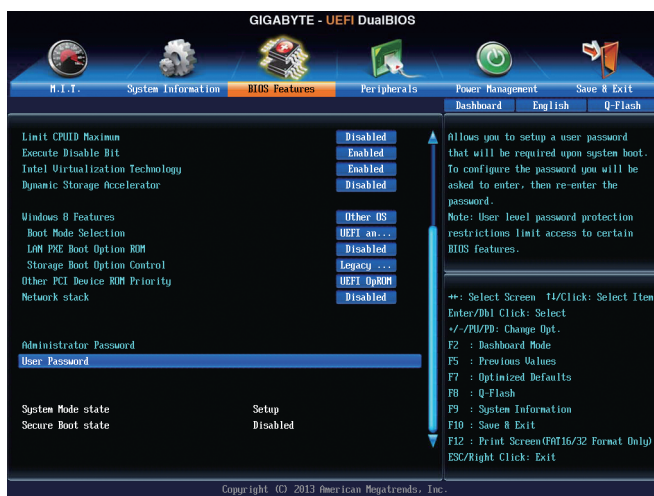 GIGABYTE - UEFI DualBIOS
M.I.T. System Information BIOS Features Peripherals Power Management Save & Exit
Dashboard English Q-Flash
Limit CPUID Maximum Disabled
Execute Disable Bit Enabled
Intel Virtualization Technology Enabled
Dynamic Storage Accelerator Disabled
Windows 8 Features Other OS
Boot Mode Selection UEFI an...
LAN PXE Boot Option ROM Disabled
Storage Boot Option Control Legacy ...
Other PCI Device ROM Priority UEFI OpROM
Network stack Disabled
Administrator Password
User Password
System Mode state Setup
Secure Boot state Disabled
Allows you to setup a user password
that will be required upon system boot.
To configure the password you will be
asked to enter, then re-enter the
password.
Note: User level password protection
restrictions limit access to certain
BIOS features.
→←: Select Screen ↑↓/Click: Select Item
Enter/Dbl Click: Select
+/-/PU/PD: Change Opt.
F2 : Dashboard Mode
F5 : Previous Values
F7 : Optimized Defaults
F8 : Q-Flash
F9 : System Information
F10 : Save & Exit
F12 : Print Screen(FAT16/32 Format Only)
ESC/Right Click: Exit
Copyright (C) 2013 American Megatrends, Inc.